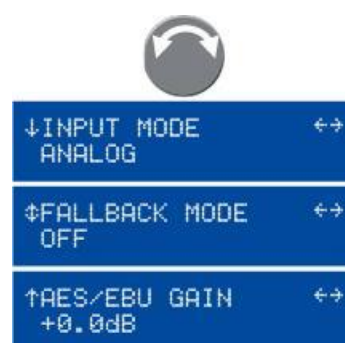 ↓INPUT MODE ↔
ANALOG
↕FALLBACK MODE ↔
OFF
↑AES/EBU GAIN ↔
+0.0dB